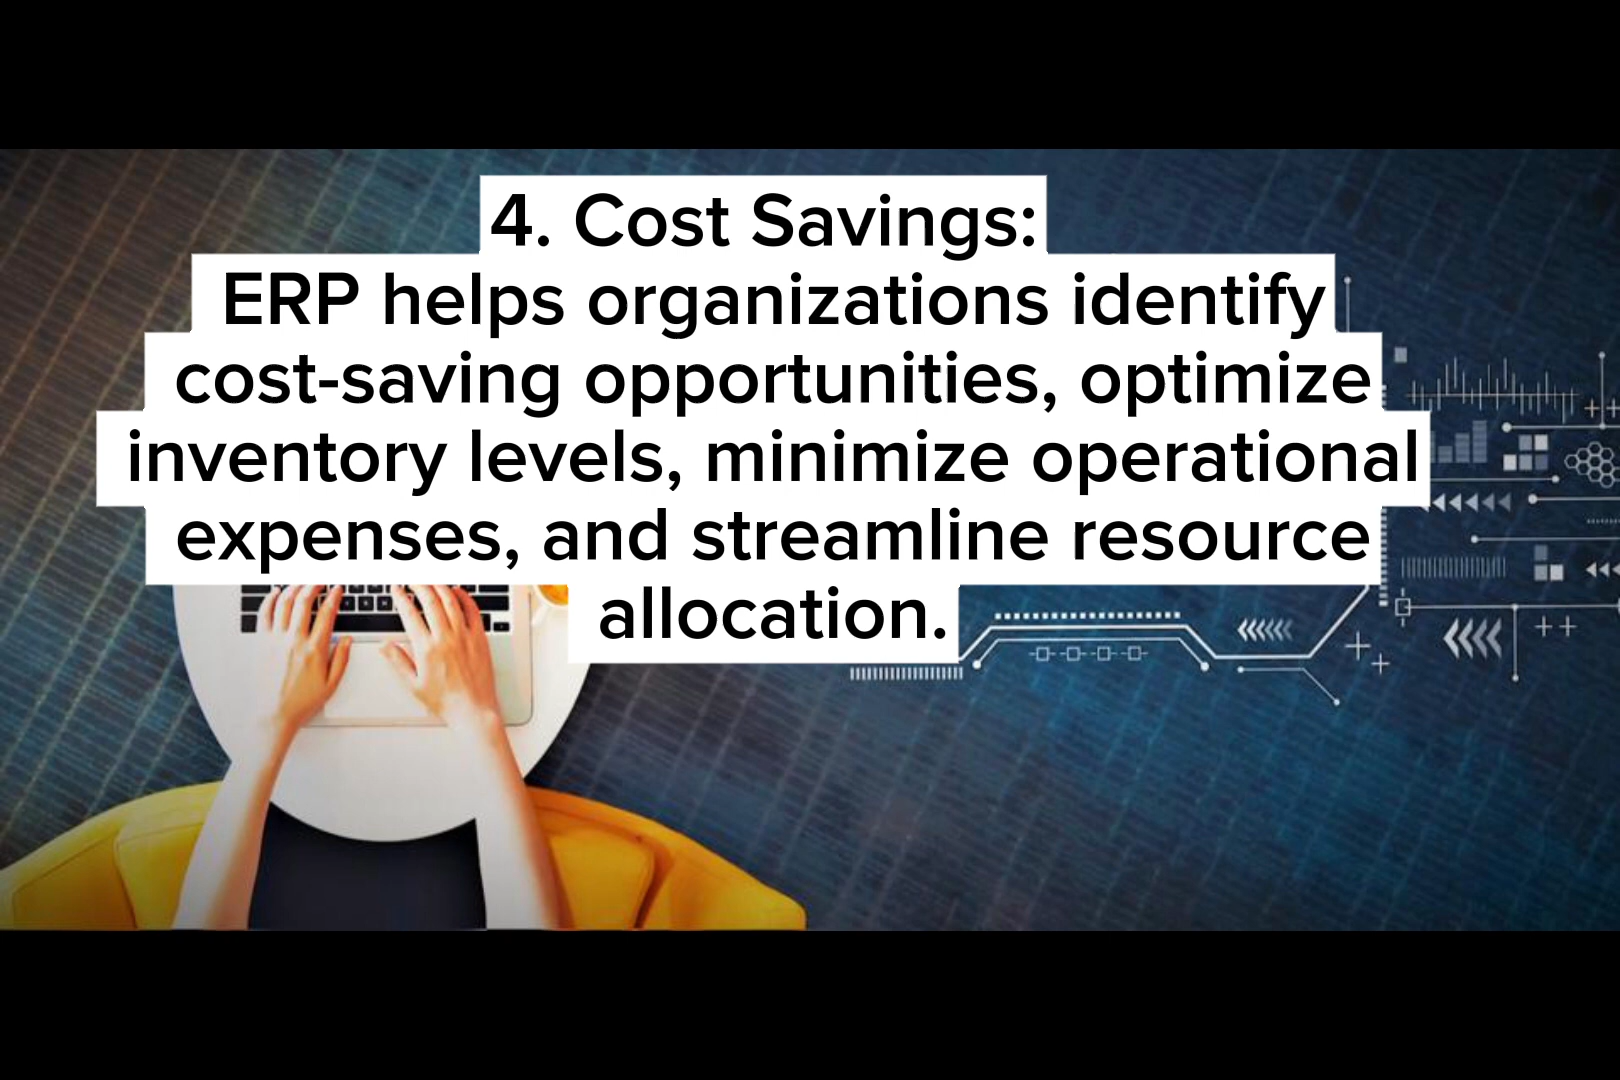 4. Cost Savings:
ERP helps organizations identify
cost-saving opportunities, optimize
inventory levels, minimize operational
expenses, and streamline resource
allocation.